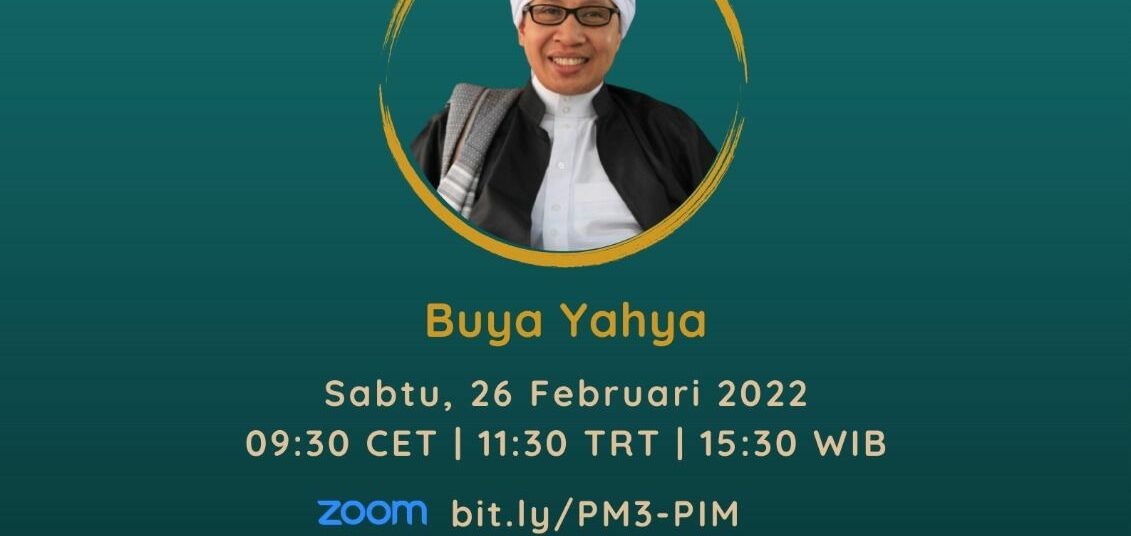 Buya Yahya
Sabtu, 26 Februari 2022
09:30 CET | 11:30 TRT | 15:30 WIB
zoom bit.ly/PM3-PIM